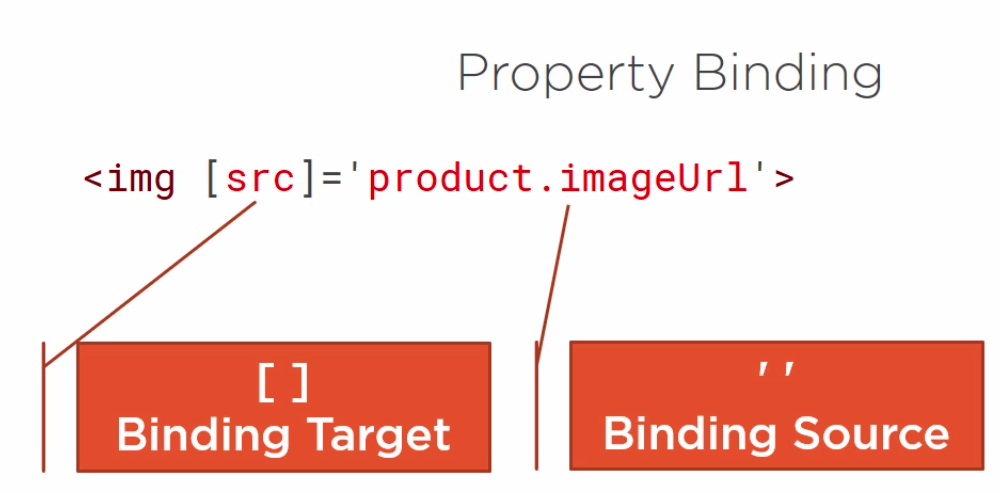 Property Binding
<img [src]='product.imageUrl'>
[ ]
Binding Target
' '
Binding Source